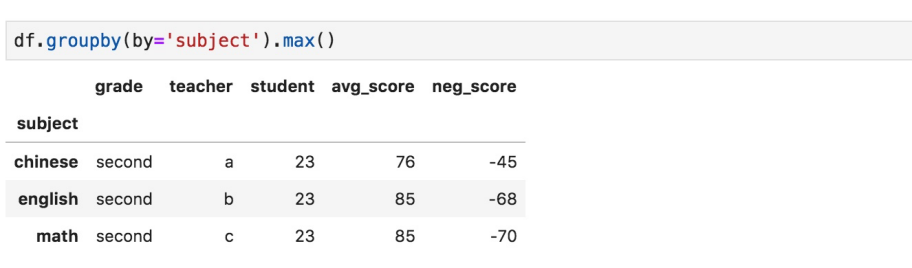 df.groupby(by='subject').max()
grade teacher student avg_score neg_score
subject
chinese second a 23 76 -45
english second b 23 85 -68
math second c 23 85 -70